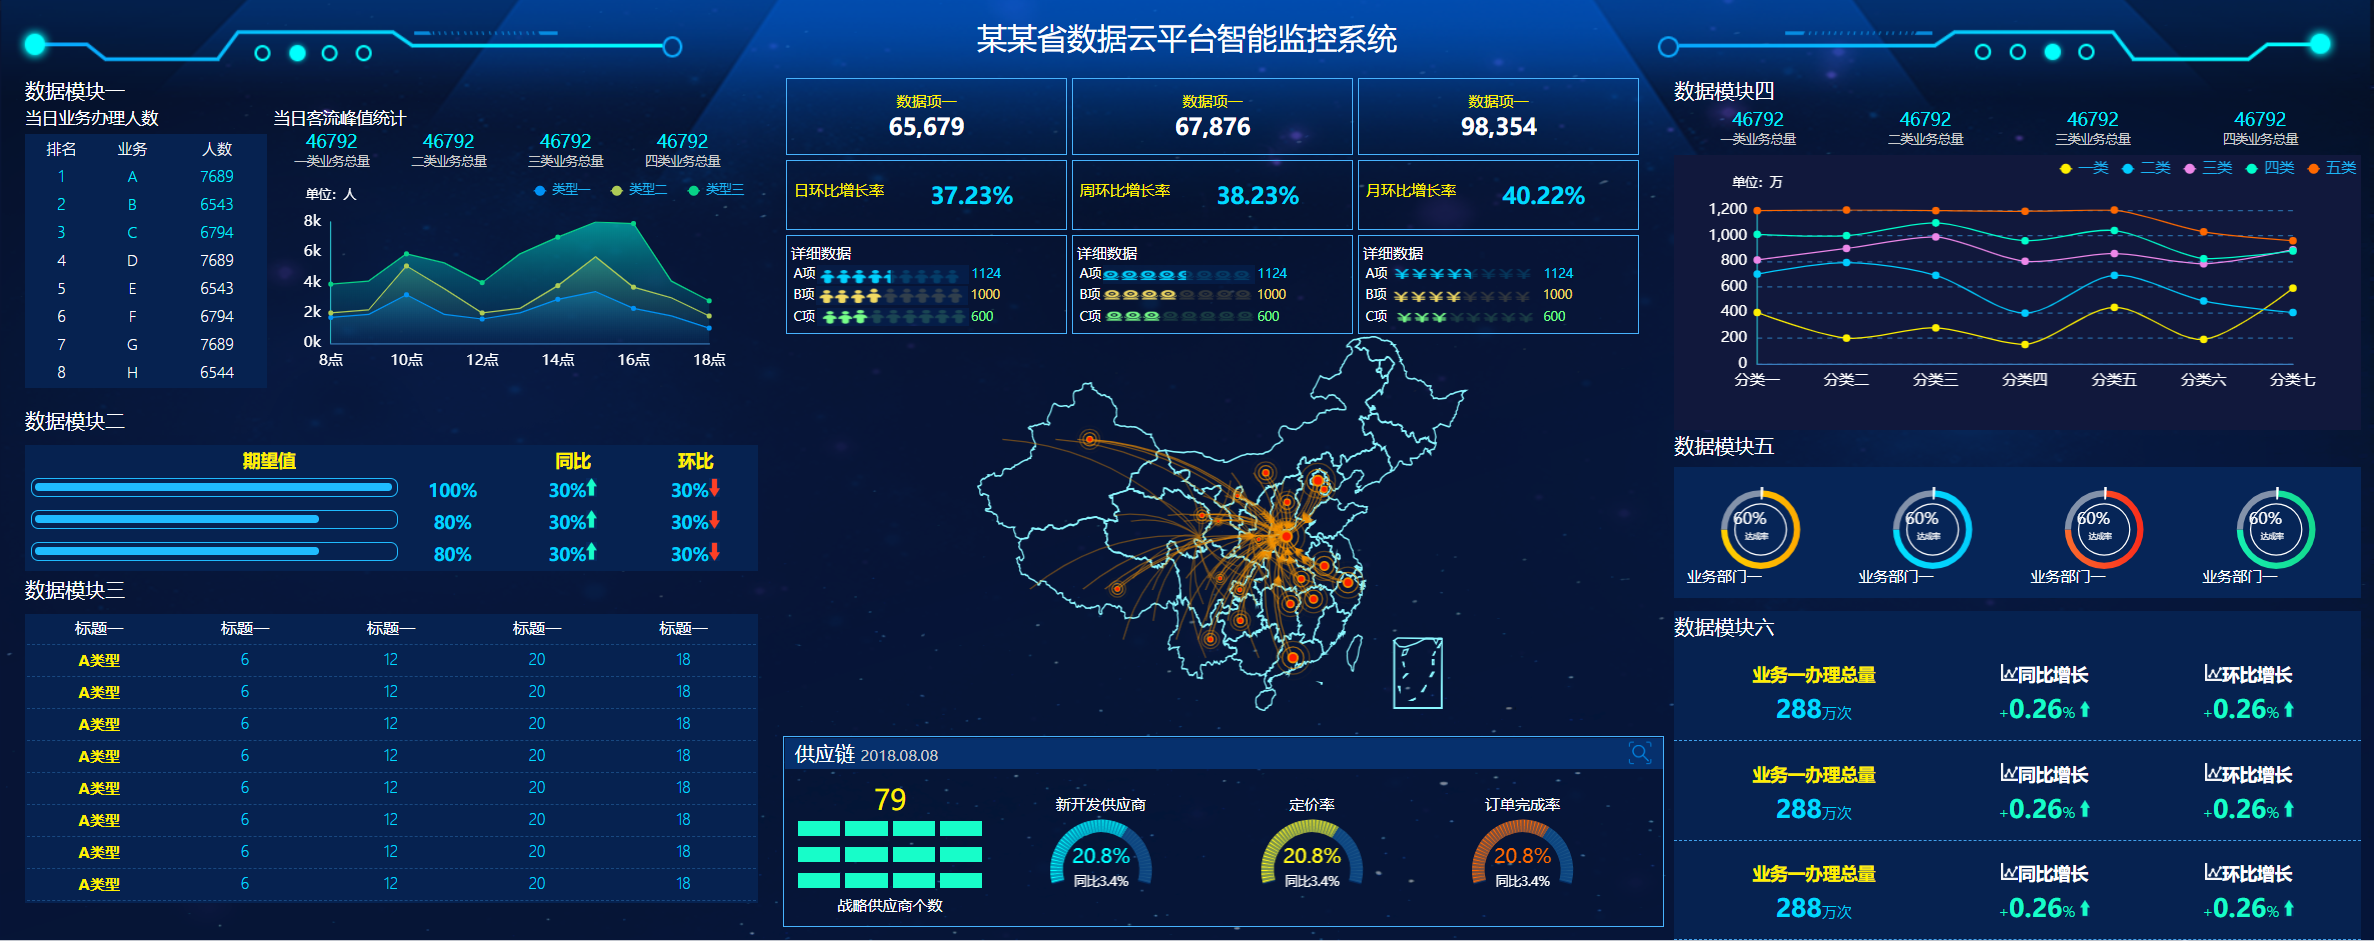 某某省数据云平台智能监控系统
数据模块一
当日业务办理人数
排名 业务 人数
1 A 7689
2 B 6543
3 C 6794
4 D 7689
5 E 6543
6 F 6794
7 G 7689
8 H 6544
当日客流峰值统计
46792 46792 46792 46792
一类业务总量 二类业务总量 三类业务总量 四类业务总量
类型一 类型二 类型三
单位：人
8k
6k
4k
2k
0k
8点 10点 12点 14点 16点 18点
数据模块二
期望值 同比 环比
100% 30% 30%
80% 30% 30%
80% 30% 30%
数据模块三
标题一 标题一 标题一 标题一 标题一
A类型 6 12 20 18
A类型 6 12 20 18
A类型 6 12 20 18
A类型 6 12 20 18
A类型 6 12 20 18
A类型 6 12 20 18
A类型 6 12 20 18
A类型 6 12 20 18
数据项一 数据项一 数据项一
65,679 67,876 98,354
日环比增长率 37.23% 周环比增长率 38.23% 月环比增长率 40.22%
详细数据
A项 1124
B项 1000
C项 600
详细数据
A项 1124
B项 1000
C项 600
详细数据
A项 1124
B项 1000
C项 600
供应链 2018.08.08
79
战略供应商个数
新开发供应商 定价率 订单完成率
20.8% 20.8% 20.8%
同比3.4% 同比3.4% 同比3.4%
数据模块四
46792 46792 46792 46792
一类业务总量 二类业务总量 三类业务总量 四类业务总量
一类 二类 三类 四类 五类
单位：万
1,200
1,000
800
600
400
200
0
分类一 分类二 分类三 分类四 分类五 分类六 分类七
数据模块五
60% 60% 60% 60%
达成率 达成率 达成率 达成率
业务部门一 业务部门一 业务部门一 业务部门一
数据模块六
业务一办理总量 同比增长 环比增长
288万次 +0.26% +0.26%
业务一办理总量 同比增长 环比增长
288万次 +0.26% +0.26%
业务一办理总量 同比增长 环比增长
288万次 +0.26% +0.26%